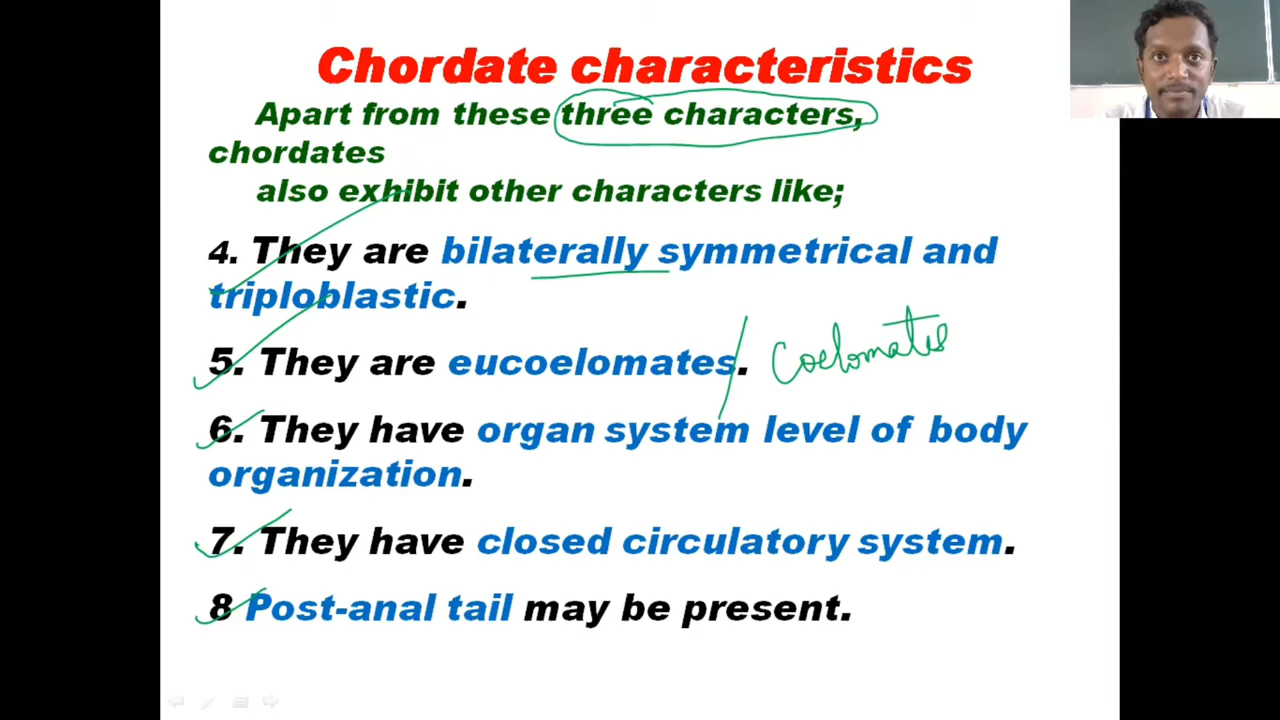 Chordate characteristics
Apart from these three characters,
chordates
also exhibit other characters like;
4. They are bilaterally symmetrical and
triploblastic.
5. They are eucoelomates. Coelomates
6. They have organ system level of body
organization.
7. They have closed circulatory system.
8 Post-anal tail may be present.